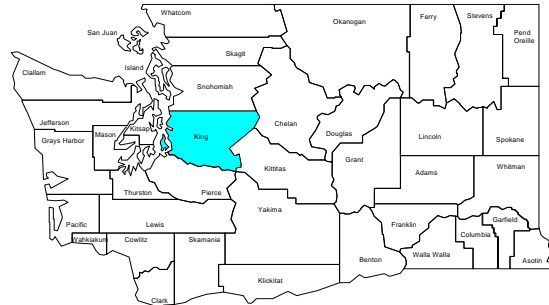 Whatcom
Okanogan
Ferry
Stevens
Pend
Oreille
San Juan
Skagit
Island
Clallam
Snohomish
Jefferson
Kitsap
King
Chelan
Douglas
Lincoln
Spokane
Grays Harbor
Mason
Grant
Kittitas
Adams
Whitman
Thurston
Pierce
Yakima
Pacific
Lewis
Franklin
Garfield
Wahkiakum
Cowlitz
Skamania
Columbia
Walla Walla
Benton
Asotin
Klickitat
Clark